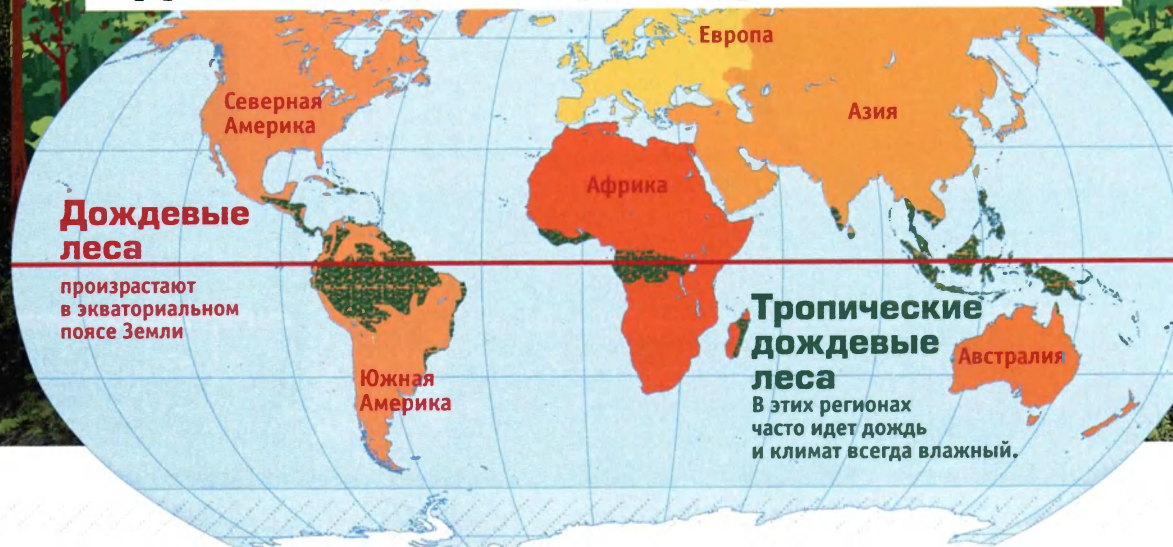 Европа
Северная
Америка
Азия
Африка
Дождевые
леса
произрастают
в экваториальном
поясе Земли
Тропические
дождевые
леса
В этих регионах
часто идет дождь
и климат всегда влажный.
Австралия
Южная
Америка